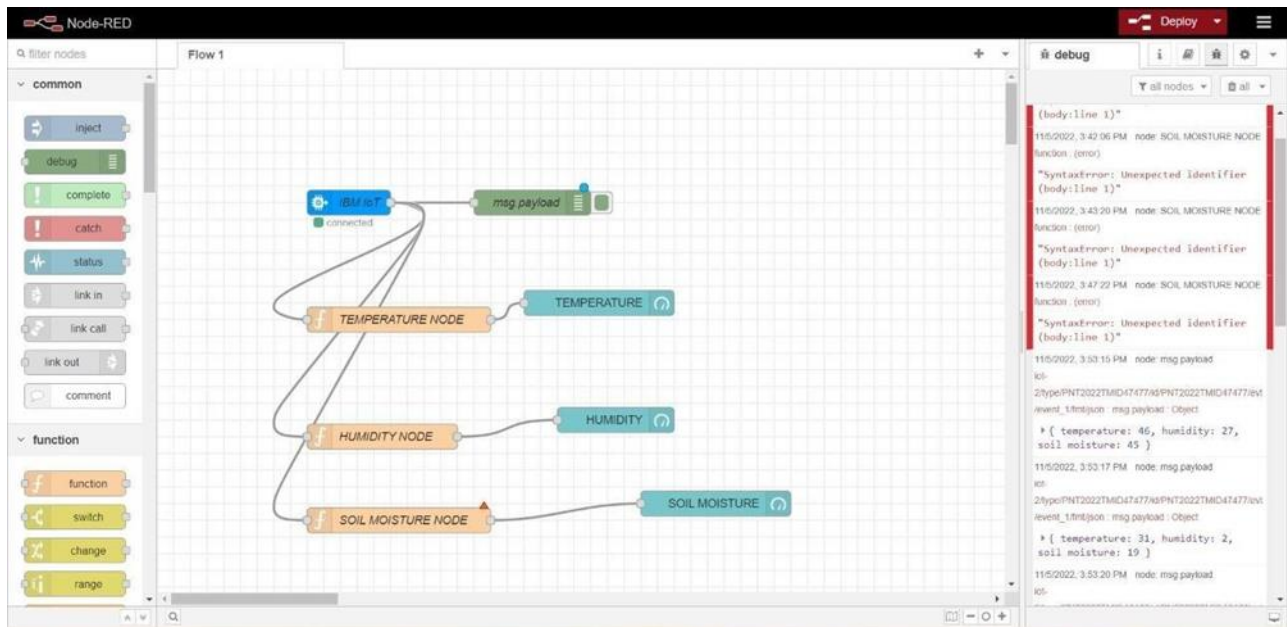 Node-RED
Deploy
filter nodes
Flow 1
debug
i
all nodes
all
common
inject
debug
complete
catch
status
link in
link call
link out
comment
function
function
switch
change
range
IBM IoT
connected
msg.payload
TEMPERATURE NODE
TEMPERATURE
HUMIDITY NODE
HUMIDITY
SOIL MOISTURE NODE
SOIL MOISTURE
(body:line 1)"
11/5/2022, 3:42:06 PM node: SOIL MOISTURE NODE
function : (error)
"SyntaxError: Unexpected identifier
(body:line 1)"
11/5/2022, 3:43:20 PM node: SOIL MOISTURE NODE
function : (error)
"SyntaxError: Unexpected identifier
(body:line 1)"
11/5/2022, 3:47:22 PM node: SOIL MOISTURE NODE
function : (error)
"SyntaxError: Unexpected identifier
(body:line 1)"
11/5/2022, 3:53:15 PM node: msg.payload
iot-
2/type/PNT2022TMID47477/id/PNT2022TMID47477/evt
/event_1/fmt/json : msg.payload : Object
{ temperature: 46, humidity: 27,
soil moisture: 45 }
11/5/2022, 3:53:17 PM node: msg.payload
iot-
2/type/PNT2022TMID47477/id/PNT2022TMID47477/evt
/event_1/fmt/json : msg.payload : Object
{ temperature: 31, humidity: 2,
soil moisture: 19 }
11/5/2022, 3:53:20 PM node: msg.payload
iot-